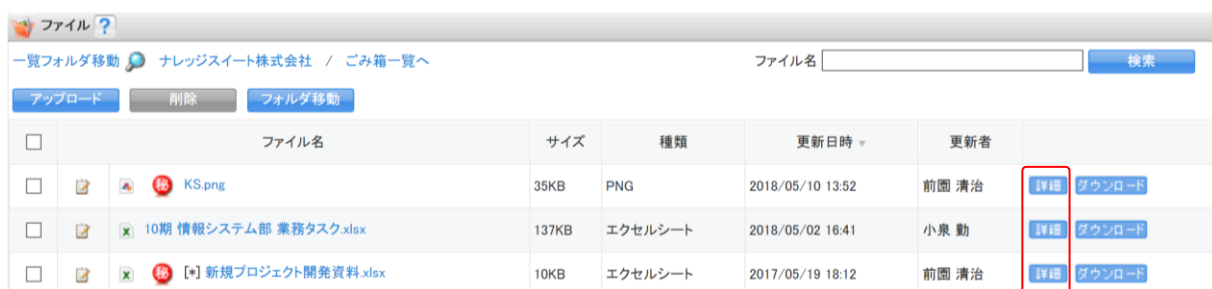 ファイル ?
一覧フォルダ移動 ナレッジスイート株式会社 / ごみ箱一覧へ ファイル名 検索
アップロード 削除 フォルダ移動
ファイル名 サイズ 種類 更新日時 更新者
秘 KS.png 35KB PNG 2018/05/10 13:52 前園 清治 詳細 ダウンロード
10期 情報システム部 業務タスク.xlsx 137KB エクセルシート 2018/05/02 16:41 小泉 勤 詳細 ダウンロード
秘 [*] 新規プロジェクト開発資料.xlsx 10KB エクセルシート 2017/05/19 18:12 前園 清治 詳細 ダウンロード